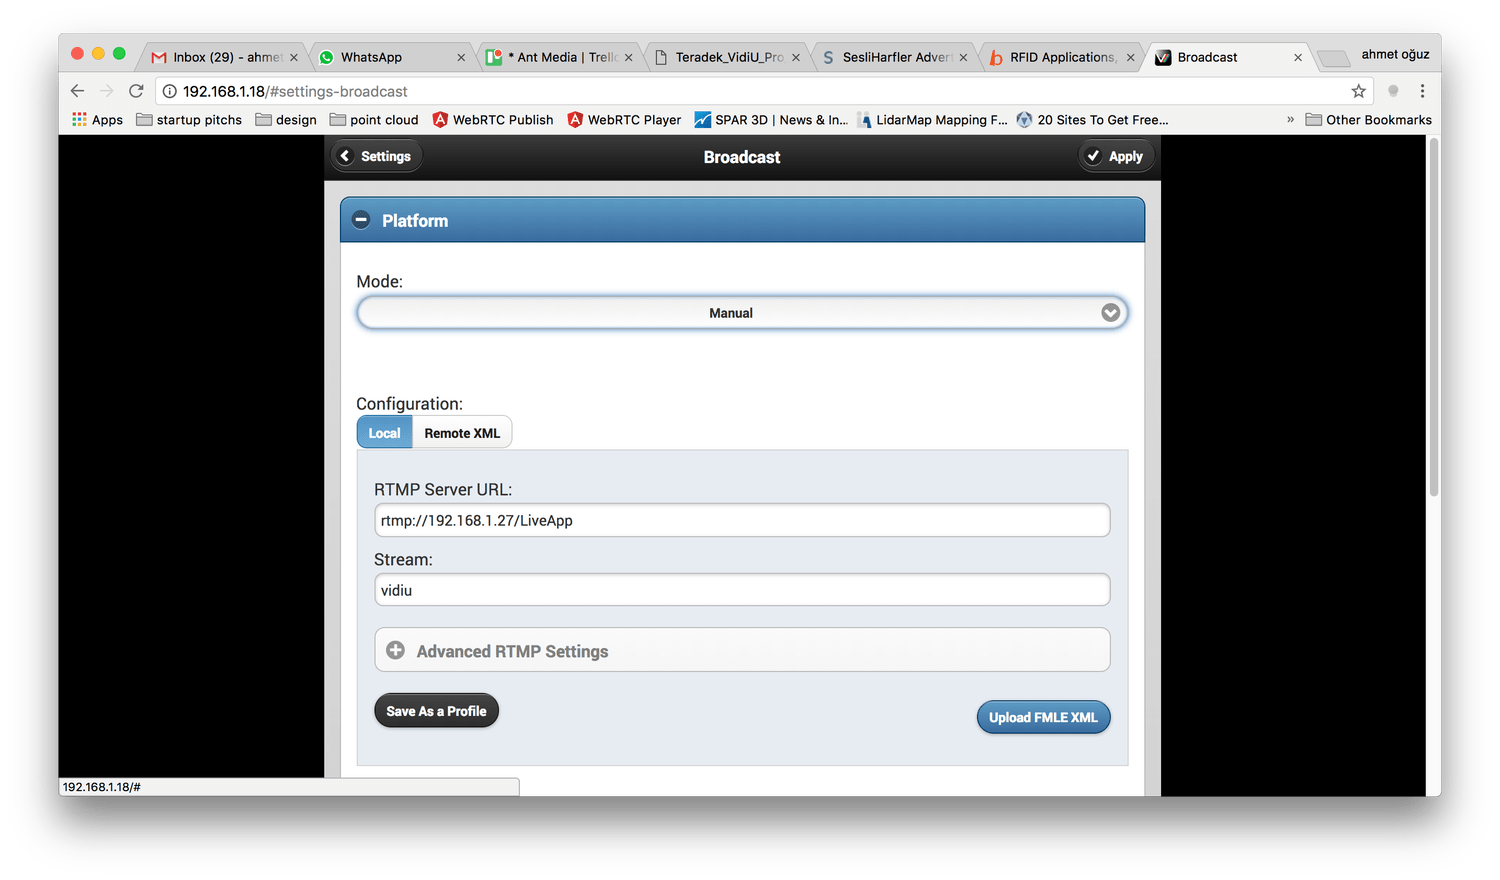 Inbox (29) - ahmet
WhatsApp
* Ant Media | Trello
Teradek_VidiU_Pro
SesliHarfler Advert
RFID Applications,
Broadcast
ahmet oğuz
192.168.1.18/#settings-broadcast
Apps
startup pitchs
design
point cloud
WebRTC Publish
WebRTC Player
SPAR 3D | News & In...
LidarMap Mapping F...
20 Sites To Get Free...
»
Other Bookmarks
Settings
Broadcast
Apply
Platform
Mode:
Manual
Configuration:
Local
Remote XML
RTMP Server URL:
rtmp://192.168.1.27/LiveApp
Stream:
vidiu
Advanced RTMP Settings
Save As a Profile
Upload FMLE XML
192.168.1.18/#